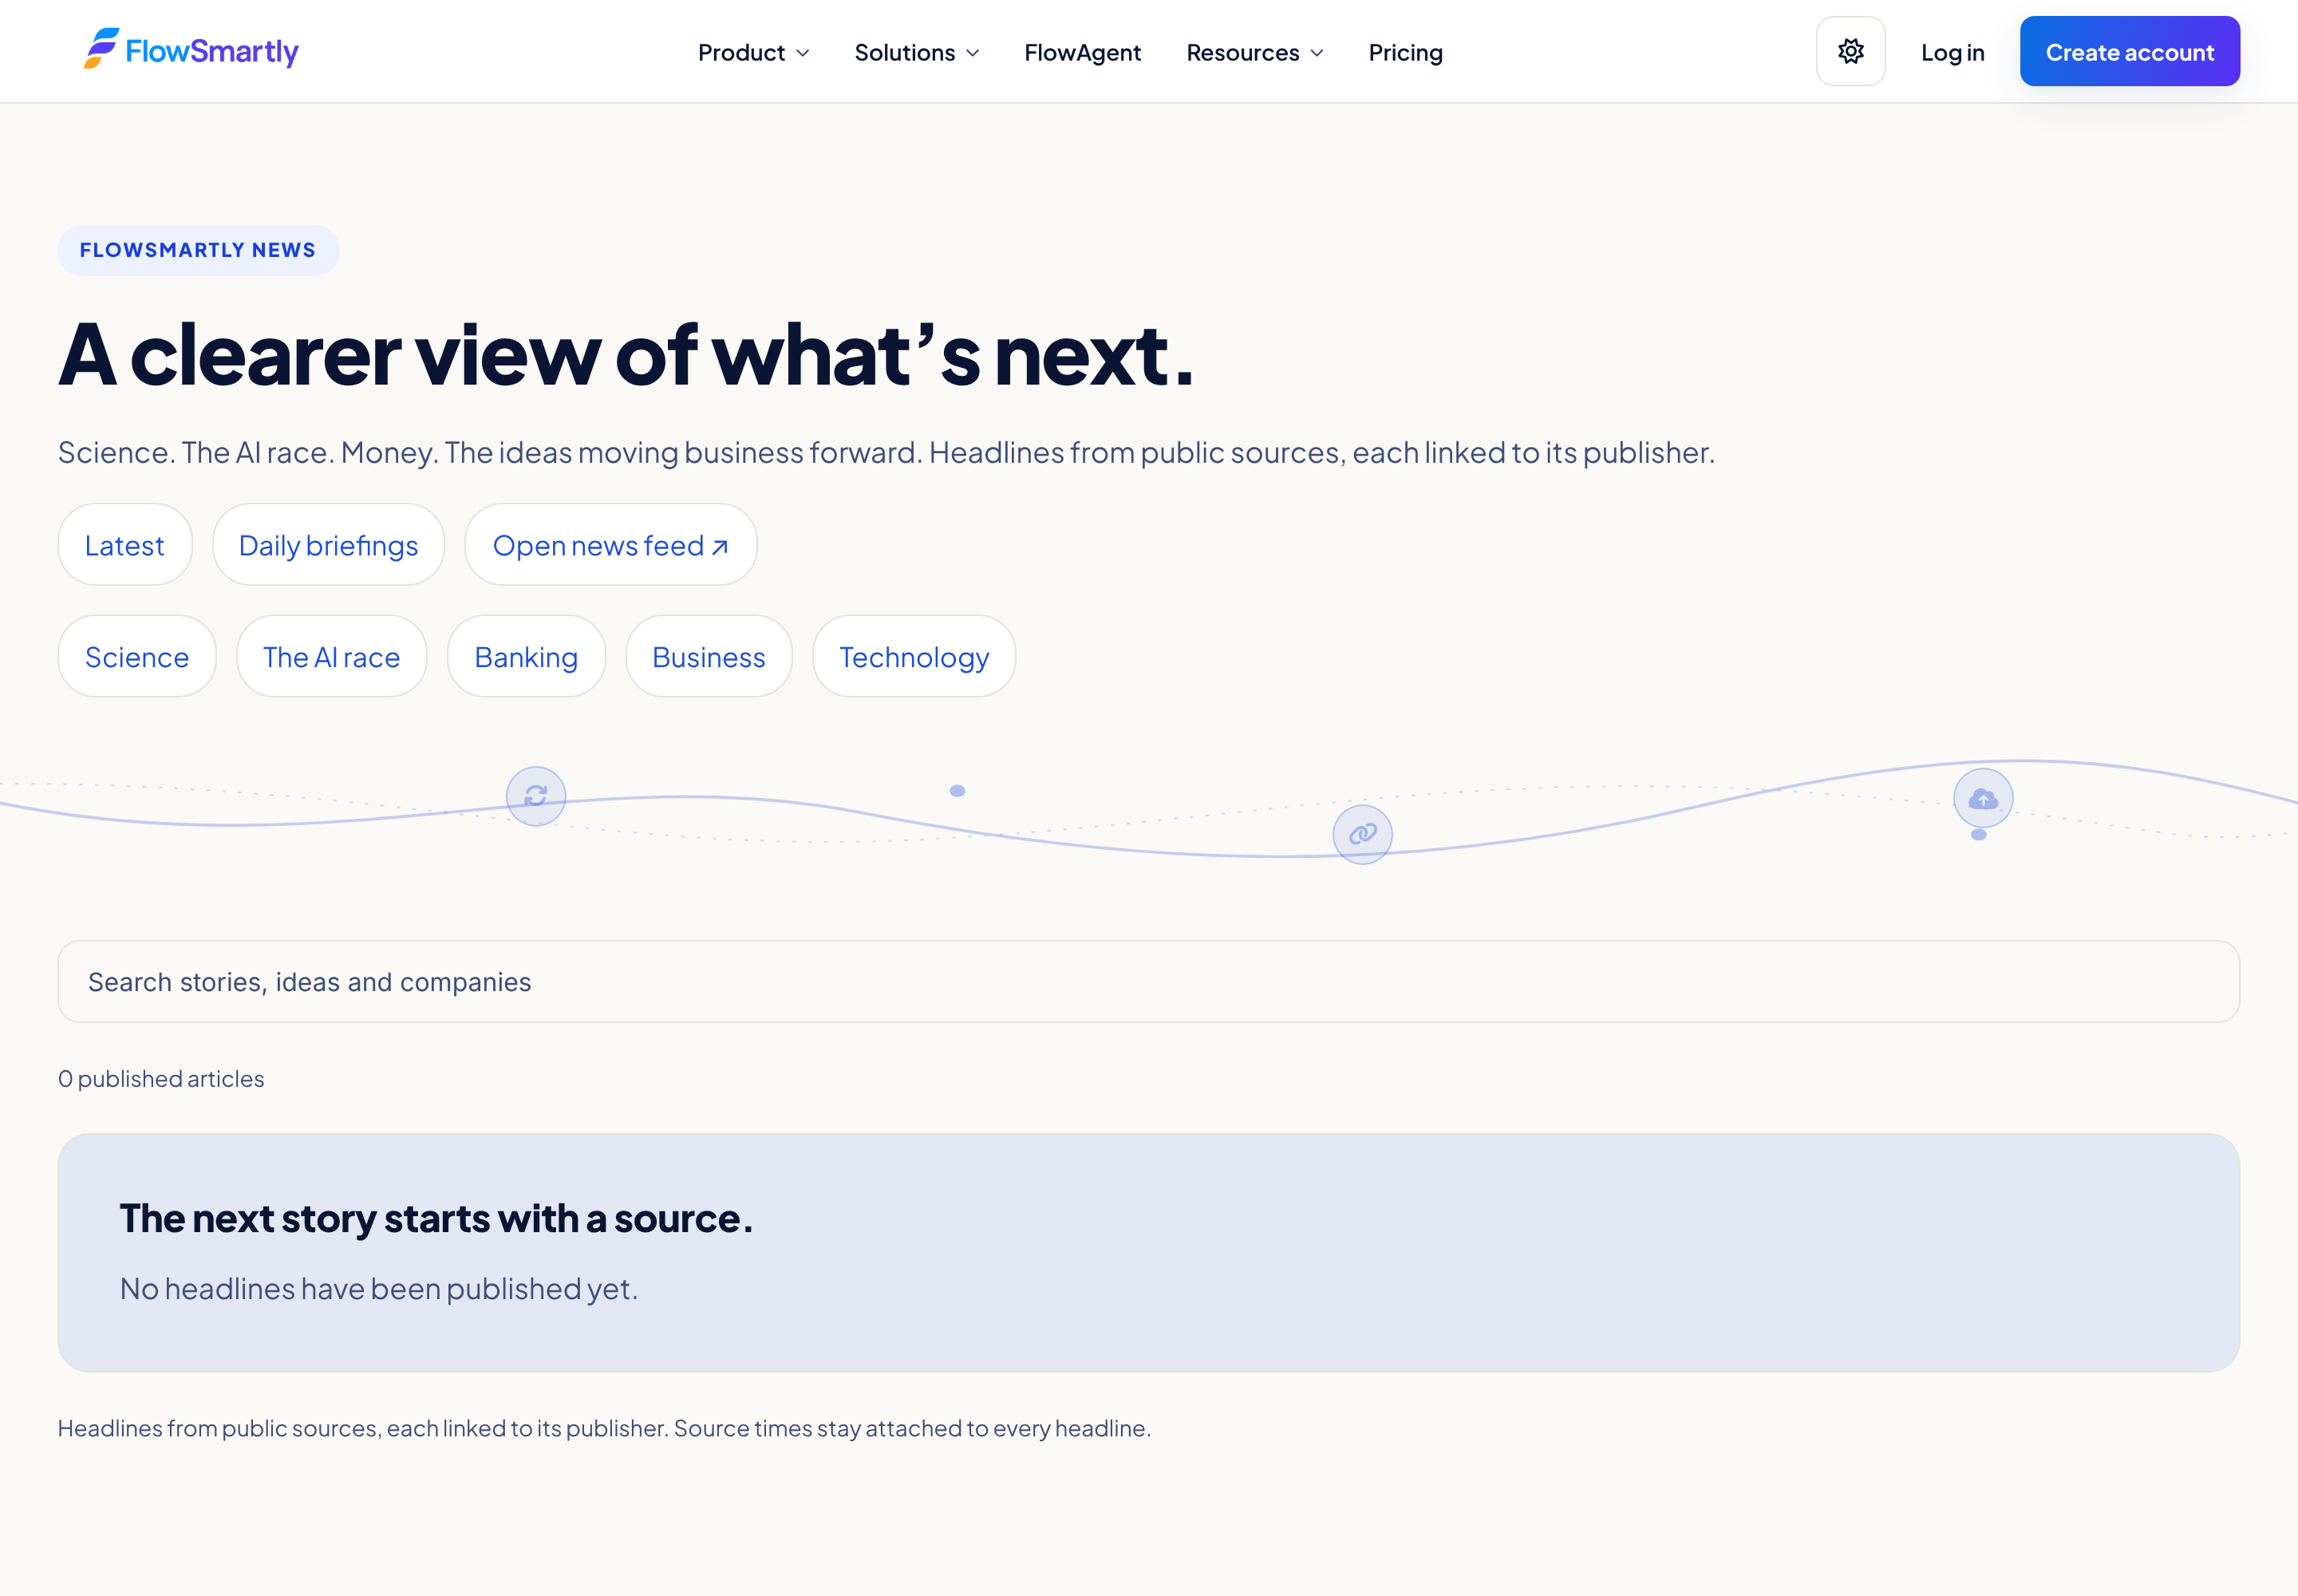 FlowSmartly
Product
Solutions
FlowAgent
Resources
Pricing
Log in
Create account
FLOWSMARTLY NEWS
A clearer view of what’s next.
Science. The AI race. Money. The ideas moving business forward. Headlines from public sources, each linked to its publisher.
Latest
Daily briefings
Open news feed ↗
Science
The AI race
Banking
Business
Technology
Search stories, ideas and companies
0 published articles
The next story starts with a source.
No headlines have been published yet.
Headlines from public sources, each linked to its publisher. Source times stay attached to every headline.